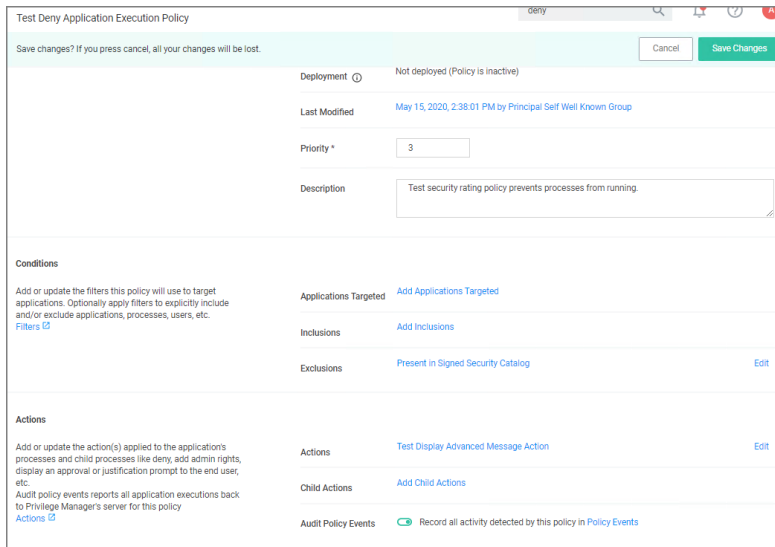 Test Deny Application Execution Policy
deny
A
Save changes? If you press cancel, all your changes will be lost.
Cancel
Save Changes
Deployment
Not deployed (Policy is inactive)
Last Modified
May 15, 2020, 2:38:01 PM by Principal Self Well Known Group
Priority *
3
Description
Test security rating policy prevents processes from running.
Conditions
Add or update the filters this policy will use to target
applications. Optionally apply filters to explicitly include
and/or exclude applications, processes, users, etc.
Filters
Applications Targeted
Add Applications Targeted
Inclusions
Add Inclusions
Exclusions
Present in Signed Security Catalog
Edit
Actions
Add or update the action(s) applied to the application's
processes and child processes like deny, add admin rights,
display an approval or justification prompt to the end user,
etc.
Audit policy events reports all application executions back
to Privilege Manager's server for this policy
Actions
Actions
Test Display Advanced Message Action
Edit
Child Actions
Add Child Actions
Audit Policy Events
Record all activity detected by this policy in Policy Events